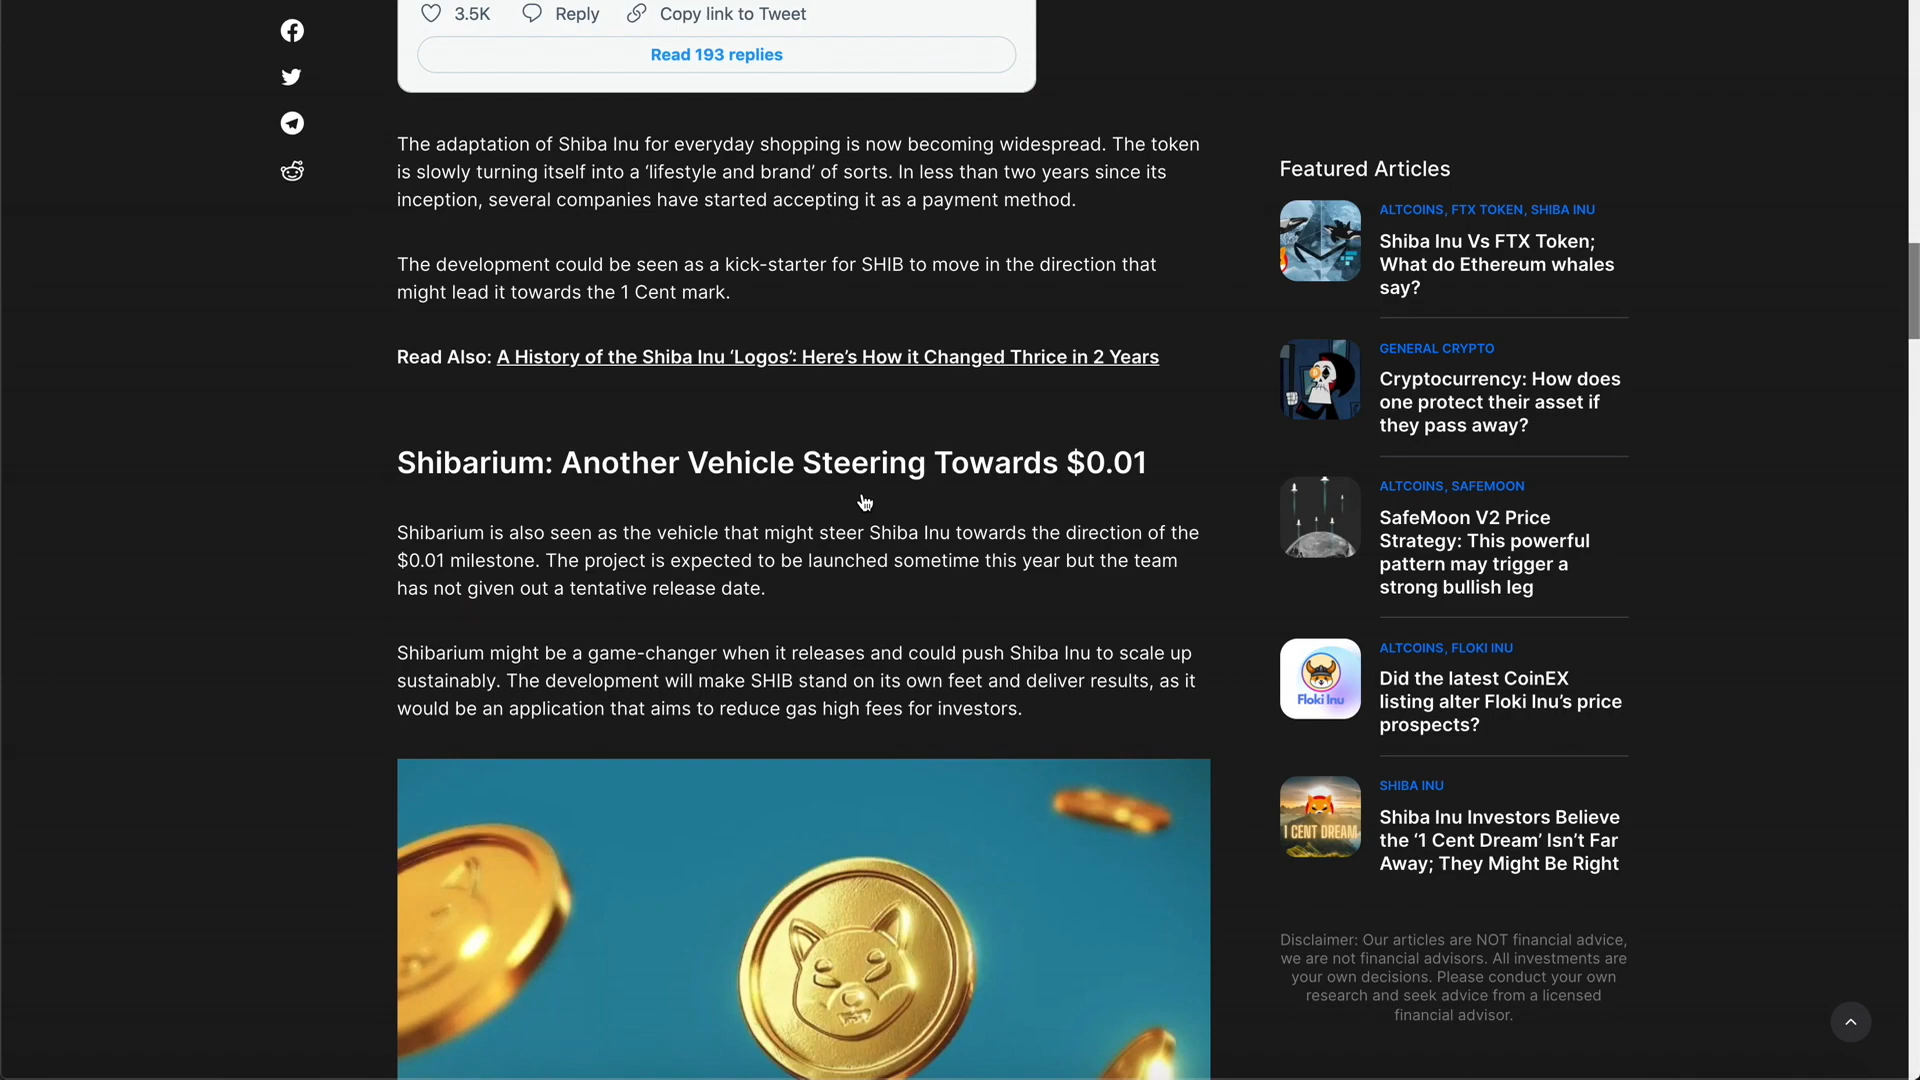 3.5K Reply Copy link to Tweet
Read 193 replies
The adaptation of Shiba Inu for everyday shopping is now becoming widespread. The token
is slowly turning itself into a ‘lifestyle and brand’ of sorts. In less than two years since its
inception, several companies have started accepting it as a payment method.
The development could be seen as a kick-starter for SHIB to move in the direction that
might lead it towards the 1 Cent mark.
Read Also: A History of the Shiba Inu ‘Logos’: Here’s How it Changed Thrice in 2 Years
Shibarium: Another Vehicle Steering Towards $0.01
Shibarium is also seen as the vehicle that might steer Shiba Inu towards the direction of the
$0.01 milestone. The project is expected to be launched sometime this year but the team
has not given out a tentative release date.
Shibarium might be a game-changer when it releases and could push Shiba Inu to scale up
sustainably. The development will make SHIB stand on its own feet and deliver results, as it
would be an application that aims to reduce gas high fees for investors.
Featured Articles
ALTCOINS, FTX TOKEN, SHIBA INU
Shiba Inu Vs FTX Token;
What do Ethereum whales
say?
GENERAL CRYPTO
Cryptocurrency: How does
one protect their asset if
they pass away?
ALTCOINS, SAFEMOON
SafeMoon V2 Price
Strategy: This powerful
pattern may trigger a
strong bullish leg
Floki Inu
ALTCOINS, FLOKI INU
Did the latest CoinEX
listing alter Floki Inu’s price
prospects?
1 CENT DREAM
SHIBA INU
Shiba Inu Investors Believe
the ‘1 Cent Dream’ Isn’t Far
Away; They Might Be Right
Disclaimer: Our articles are NOT financial advice,
we are not financial advisors. All investments are
your own decisions. Please conduct your own
research and seek advice from a licensed
financial advisor.